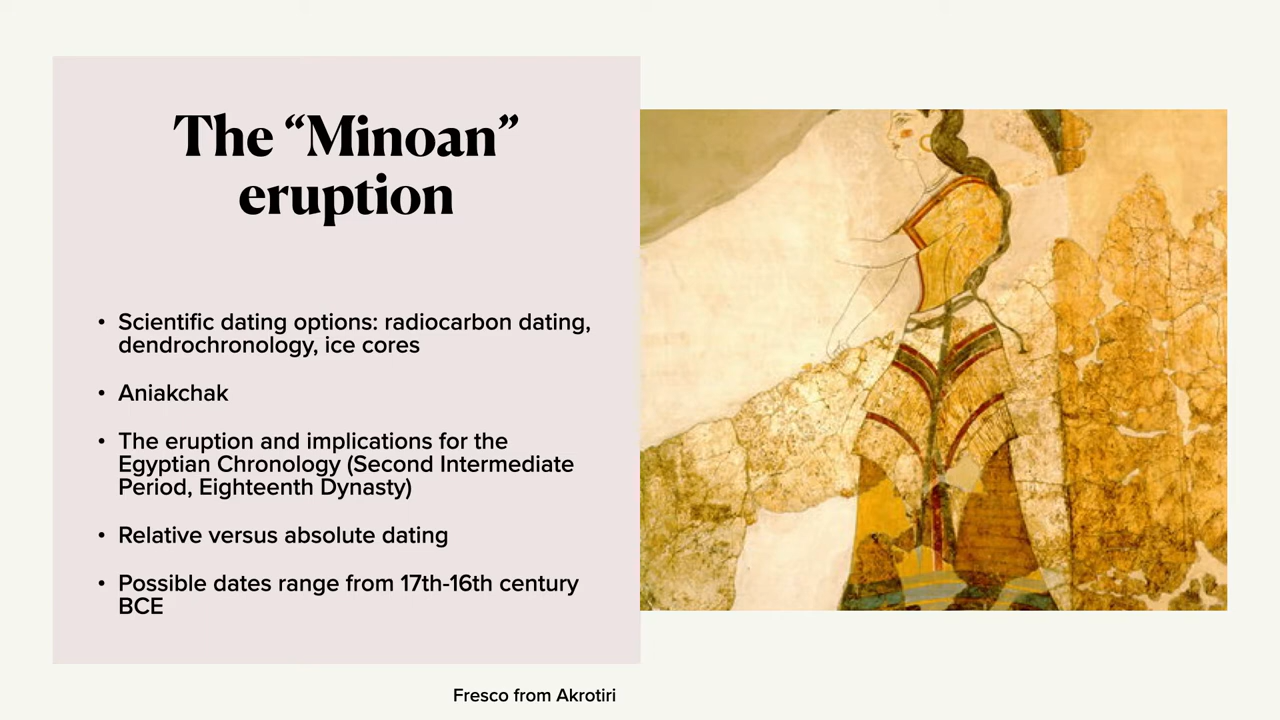 The “Minoan”
eruption
• Scientific dating options: radiocarbon dating,
dendrochronology, ice cores
• Aniakchak
• The eruption and implications for the
Egyptian Chronology (Second Intermediate
Period, Eighteenth Dynasty)
• Relative versus absolute dating
• Possible dates range from 17th-16th century
BCE
Fresco from Akrotiri